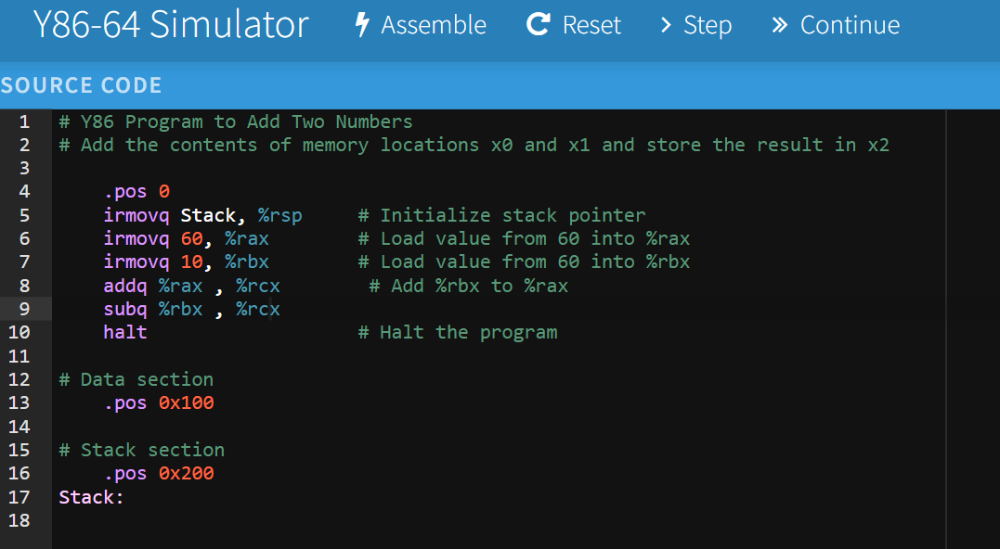 Y86-64 Simulator Assemble Reset Step Continue
SOURCE CODE
1 # Y86 Program to Add Two Numbers
2 # Add the contents of memory locations x0 and x1 and store the result in x2
3
4 .pos 0
5 irmovq Stack, %rsp # Initialize stack pointer
6 irmovq 60, %rax # Load value from 60 into %rax
7 irmovq 10, %rbx # Load value from 60 into %rbx
8 addq %rax , %rcx # Add %rbx to %rax
9 subq %rbx , %rcx
10 halt # Halt the program
11
12 # Data section
13 .pos 0x100
14
15 # Stack section
16 .pos 0x200
17 Stack:
18